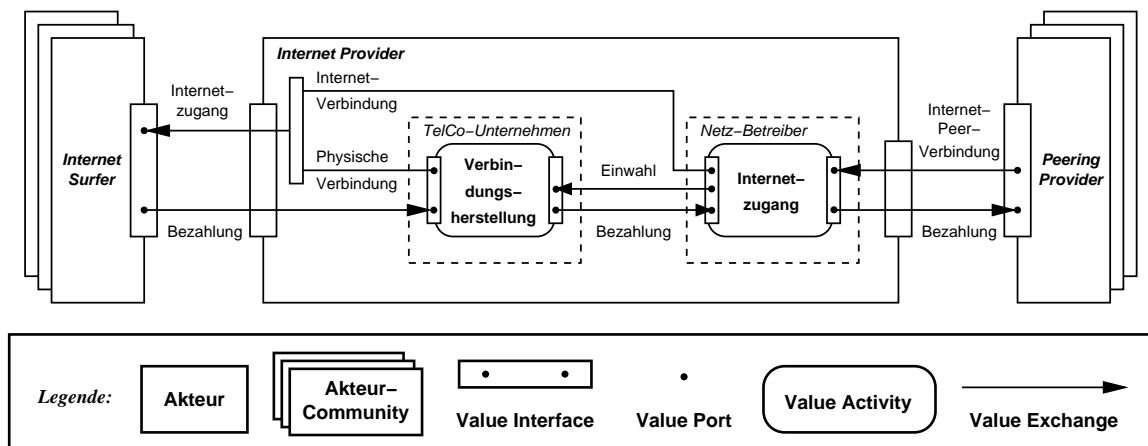 Internet Provider
Internet–
zugang
Internet–
Verbindung
TelCo–Unternehmen
Netz–Betreiber
Internet–
Peer–
Verbindung
Internet
Surfer
Physische
Verbindung
Verbin–
dungs–
herstellung
Einwahl
Internet–
zugang
Peering
Provider
Bezahlung
Bezahlung
Bezahlung
Legende:
Akteur
Akteur–
Community
Value Interface
Value Port
Value Activity
Value Exchange